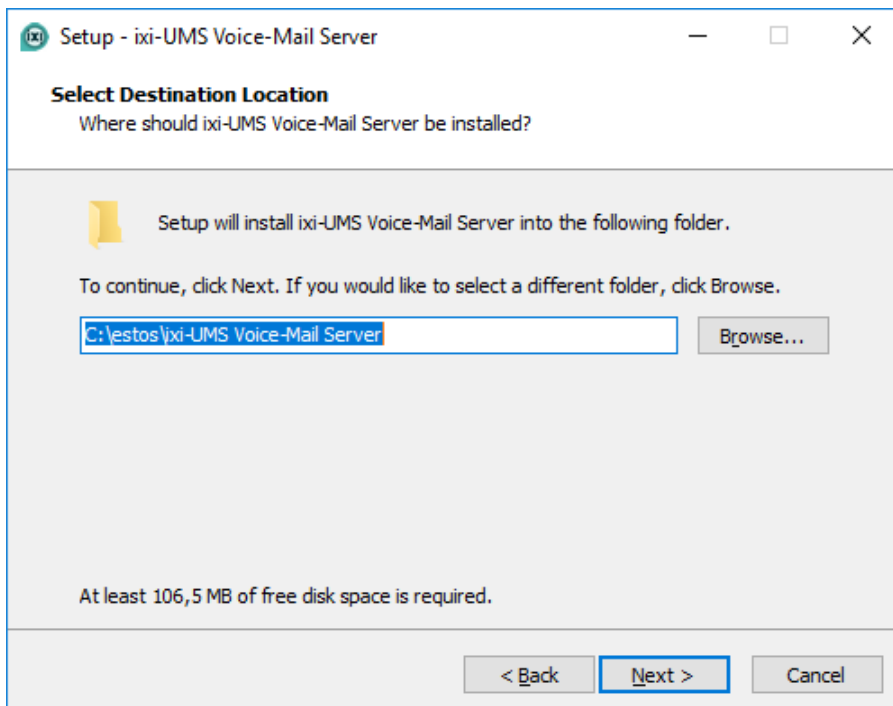 Setup - ixi-UMS Voice-Mail Server
Select Destination Location
Where should ixi-UMS Voice-Mail Server be installed?
Setup will install ixi-UMS Voice-Mail Server into the following folder.
To continue, click Next. If you would like to select a different folder, click Browse.
C:\estos\ixi-UMS Voice-Mail Server
Browse...
At least 106,5 MB of free disk space is required.
< Back
Next >
Cancel